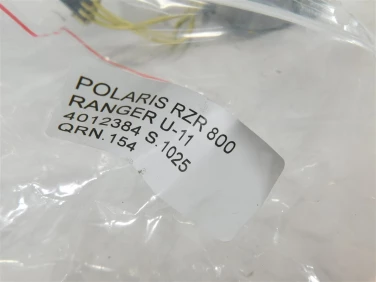 POLARIS RZR 800
RANGER U-11
4012384 S.1025
QRN.154